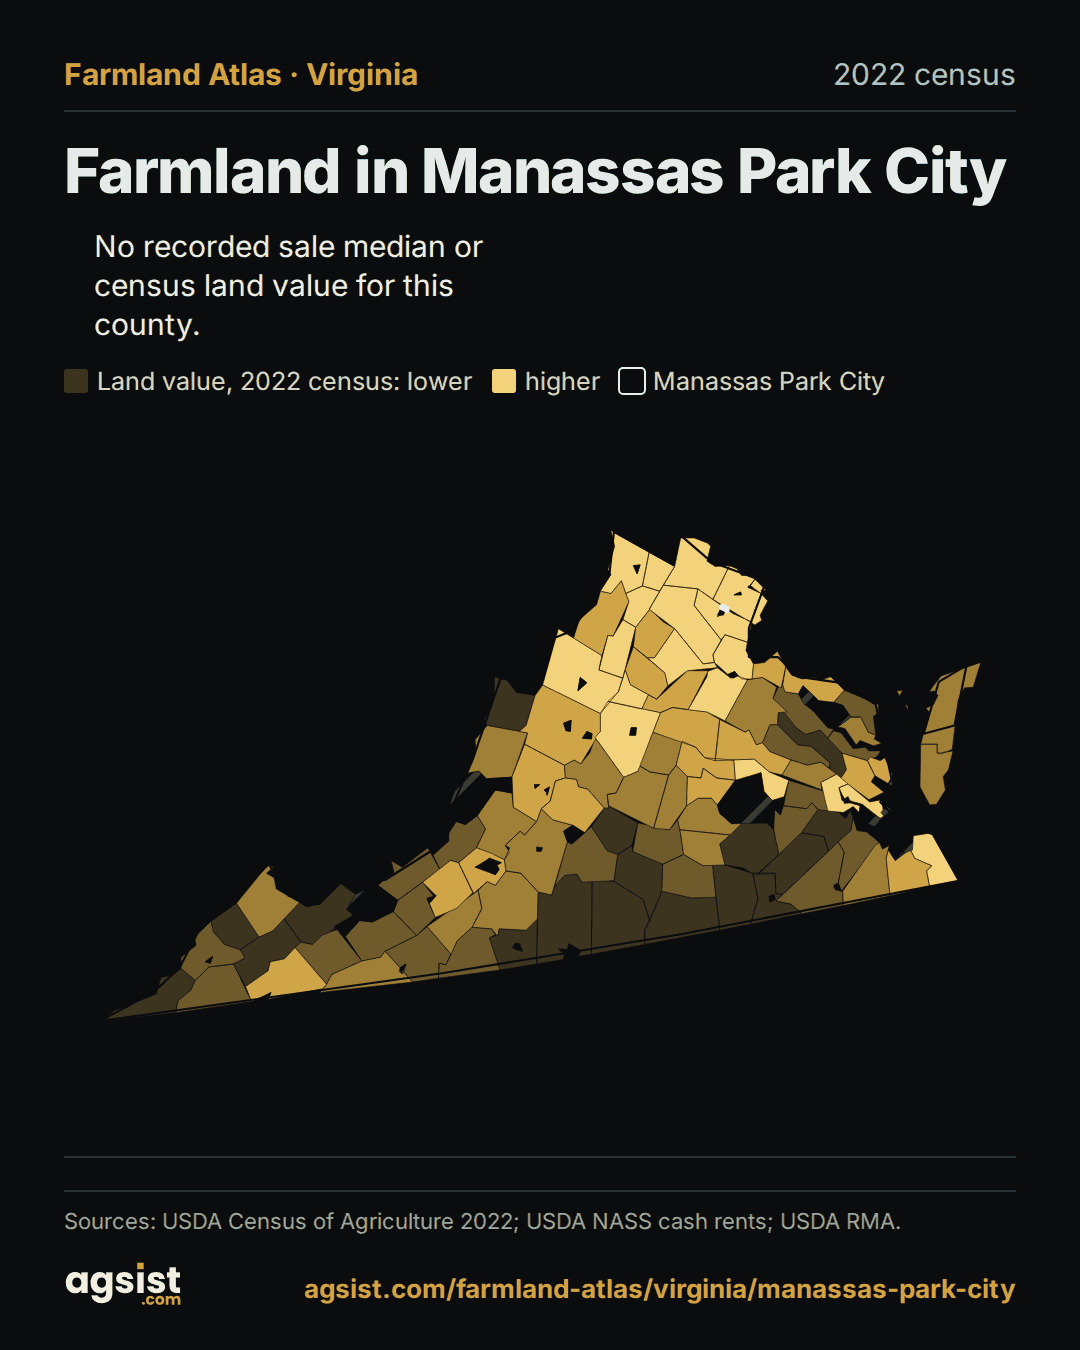 Farmland Atlas · Virginia
2022 census
Farmland in Manassas Park City
No recorded sale median or
census land value for this
county.
Land value, 2022 census: lower
higher
Manassas Park City
Sources: USDA Census of Agriculture 2022; USDA NASS cash rents; USDA RMA.
agsist
.com
agsist.com/farmland-atlas/virginia/manassas-park-city